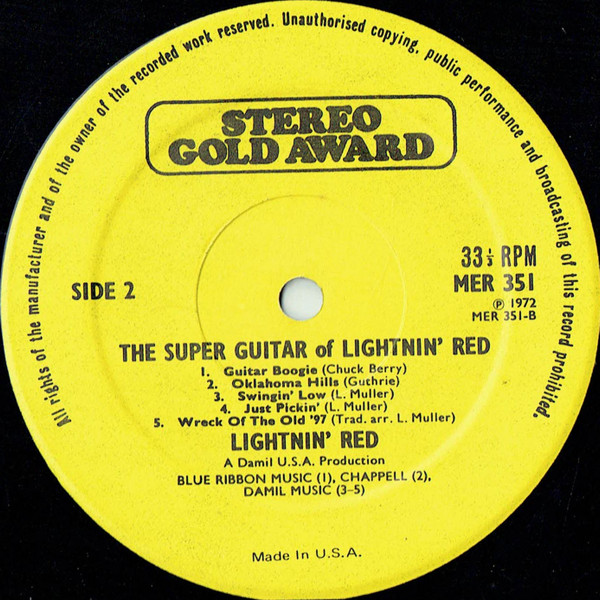 All rights of the manufacturer and of the owner of the recorded work reserved. Unauthorised copying, public performance and broadcasting of this record prohibited.
STEREO
GOLD AWARD
SIDE 2
33⅓ RPM
MER 351
℗ 1972
MER 351-B
THE SUPER GUITAR of LIGHTNIN' RED
1. Guitar Boogie (Chuck Berry)
2. Oklahoma Hills (Guthrie)
3. Swingin' Low (L. Muller)
4. Just Pickin' (L. Muller)
5. Wreck Of The Old '97 (Trad. arr. L. Muller)
LIGHTNIN' RED
A Damil U.S.A. Production
BLUE RIBBON MUSIC (1), CHAPPELL (2),
DAMIL MUSIC (3–5)
Made In U.S.A.